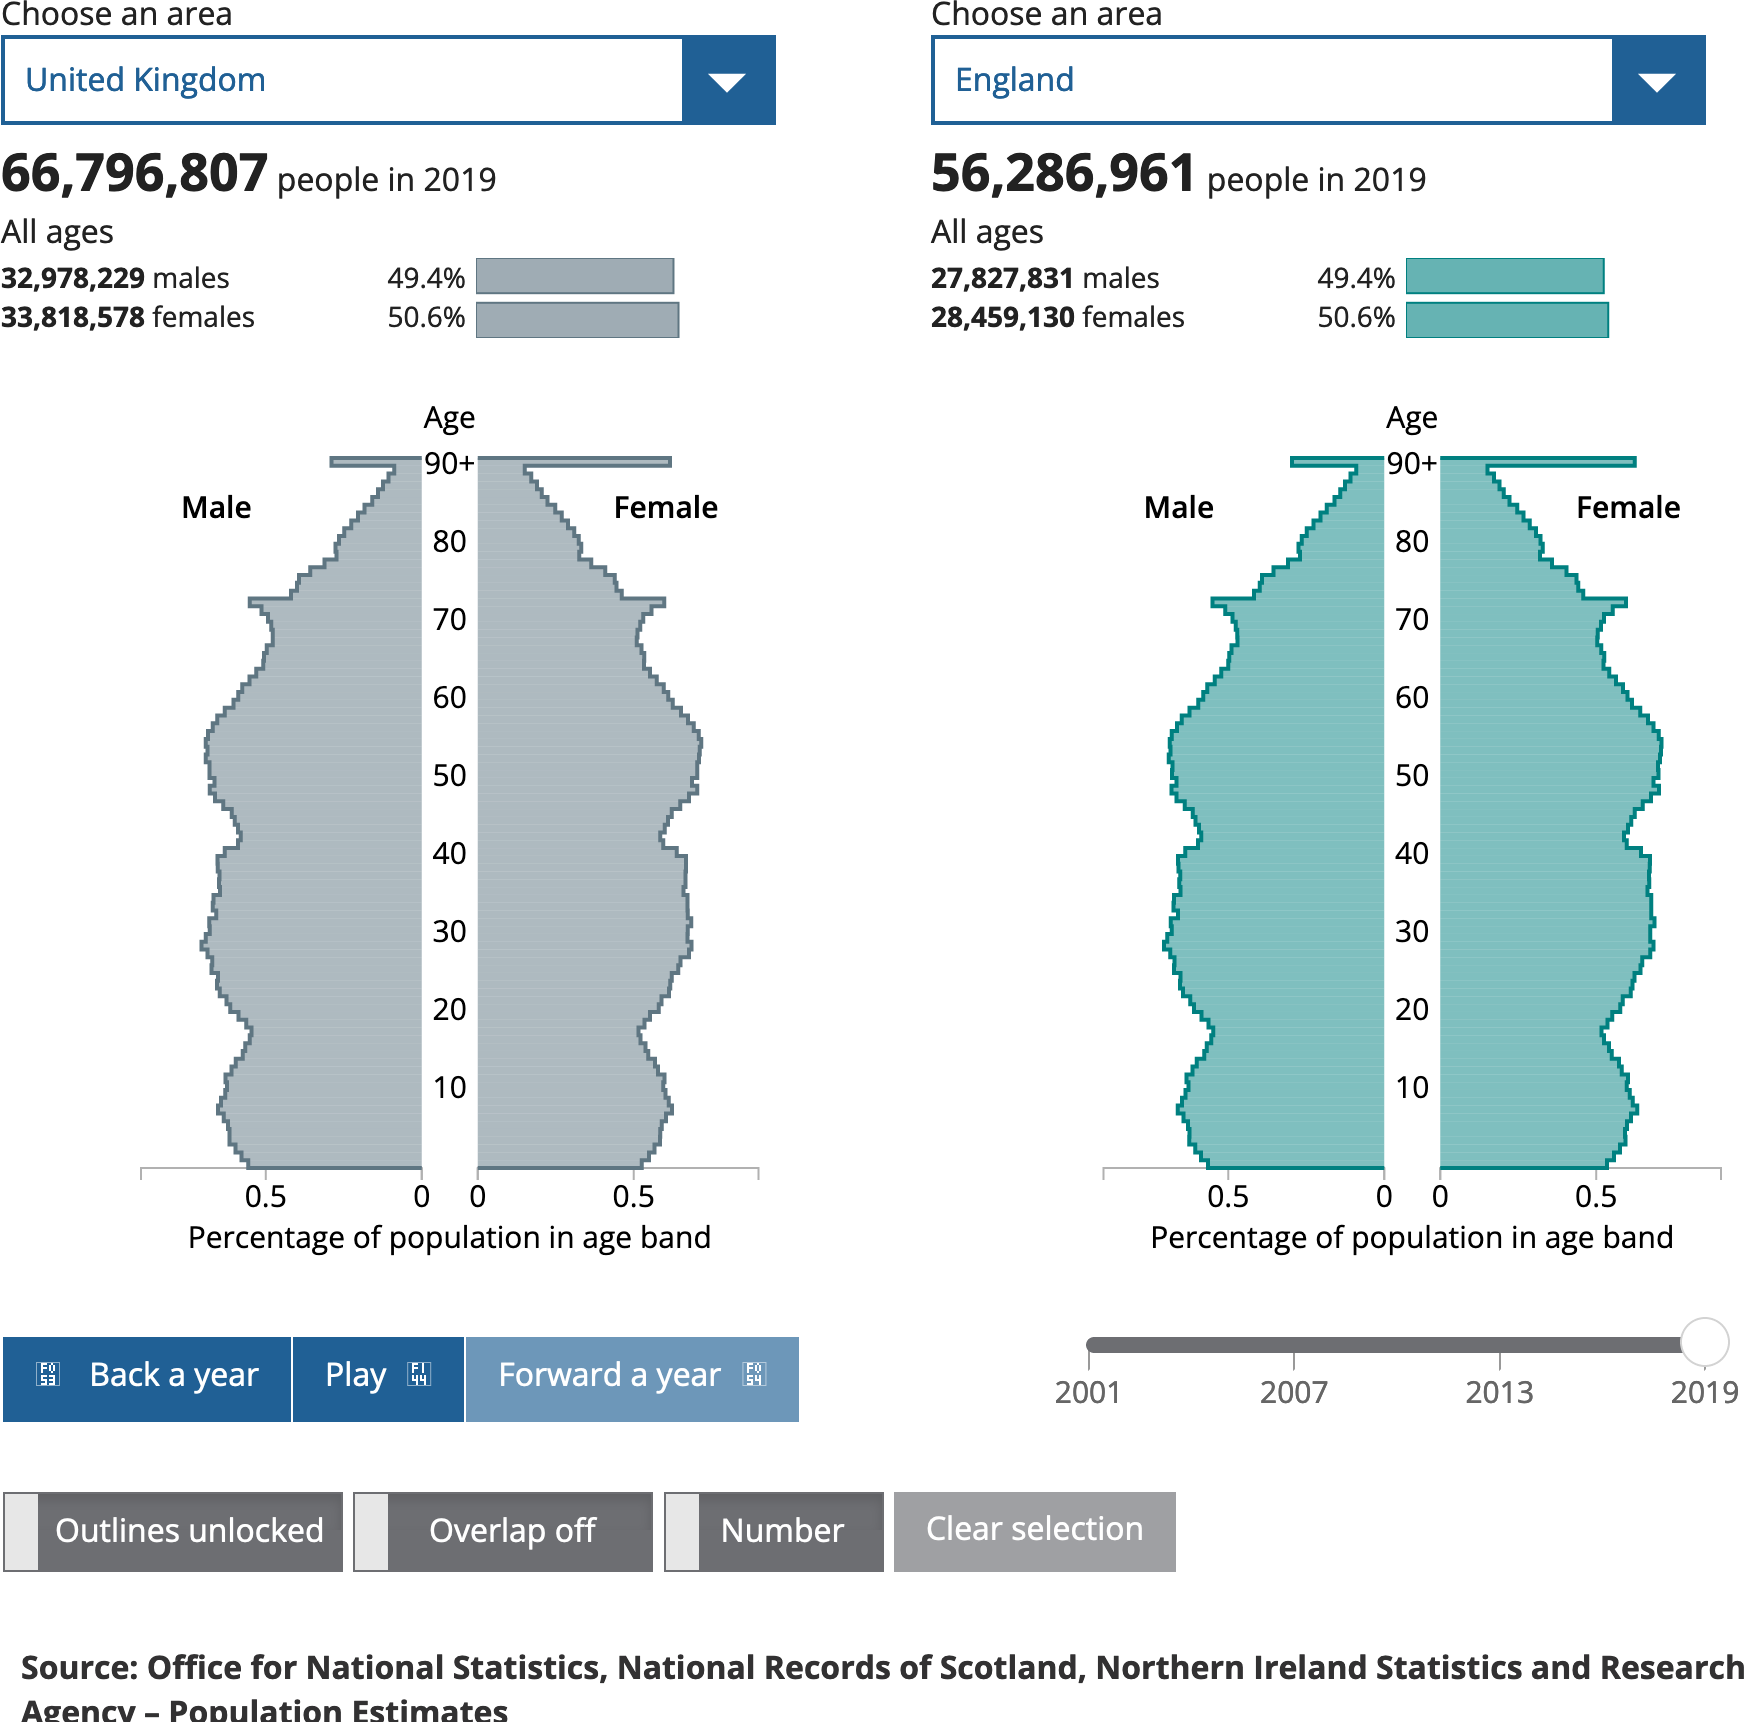 Choose an area
United Kingdom
66,796,807 people in 2019
All ages
32,978,229 males 49.4%
33,818,578 females 50.6%
Age
90+
Male
Female
80
70
60
50
40
30
20
10
0.5 0 0 0.5
Percentage of population in age band
Choose an area
England
56,286,961 people in 2019
All ages
27,827,831 males 49.4%
28,459,130 females 50.6%
Age
90+
Male
Female
80
70
60
50
40
30
20
10
0.5 0 0 0.5
Percentage of population in age band
F053 Back a year
Play F144
Forward a year F054
2001 2007 2013 2019
Outlines unlocked
Overlap off
Number
Clear selection
Source: Office for National Statistics, National Records of Scotland, Northern Ireland Statistics and Research
Agency – Population Estimates